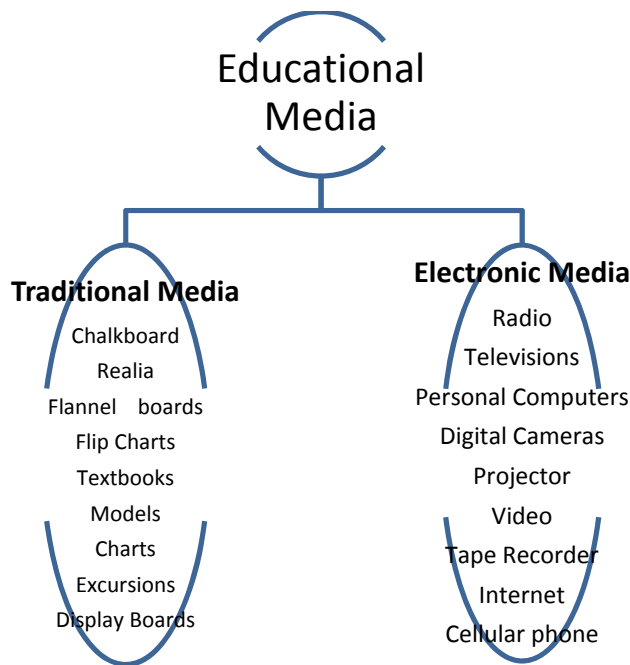 Educational
Media
Traditional Media
Chalkboard
Realia
Flannel boards
Flip Charts
Textbooks
Models
Charts
Excursions
Display Boards
Electronic Media
Radio
Televisions
Personal Computers
Digital Cameras
Projector
Video
Tape Recorder
Internet
Cellular phone